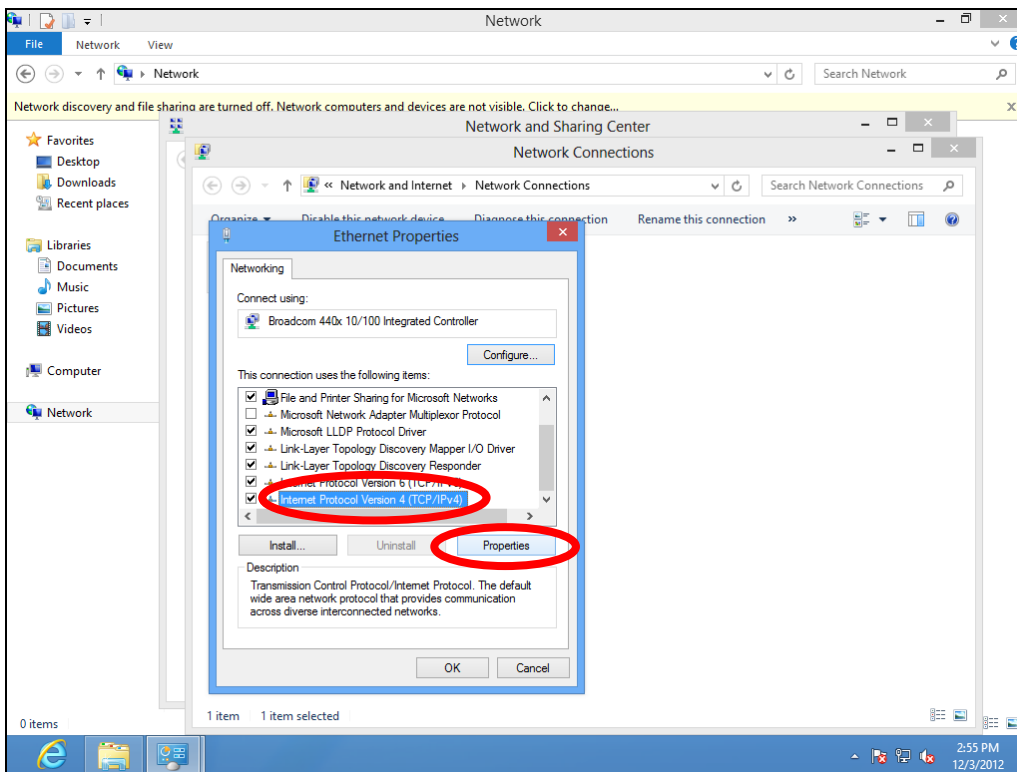 Network
File Network View
Network
Search Network
Network discovery and file sharing are turned off. Network computers and devices are not visible. Click to change...
x
Favorites
Desktop
Downloads
Recent places
Libraries
Documents
Music
Pictures
Videos
Computer
Network
0 items
Network and Sharing Center
Network Connections
« Network and Internet Network Connections
Search Network Connections
Organize Disable this network device Diagnose this connection Rename this connection »
Ethernet Properties
Networking
Connect using:
Broadcom 440x 10/100 Integrated Controller
Configure...
This connection uses the following items:
File and Printer Sharing for Microsoft Networks
Microsoft Network Adapter Multiplexor Protocol
Microsoft LLDP Protocol Driver
Link-Layer Topology Discovery Mapper I/O Driver
Link-Layer Topology Discovery Responder
Internet Protocol Version 6 (TCP/IPv6)
Internet Protocol Version 4 (TCP/IPv4)
Install... Uninstall Properties
Description
Transmission Control Protocol/Internet Protocol. The default
wide area network protocol that provides communication
across diverse interconnected networks.
OK Cancel
1 item 1 item selected
2:55 PM
12/3/2012